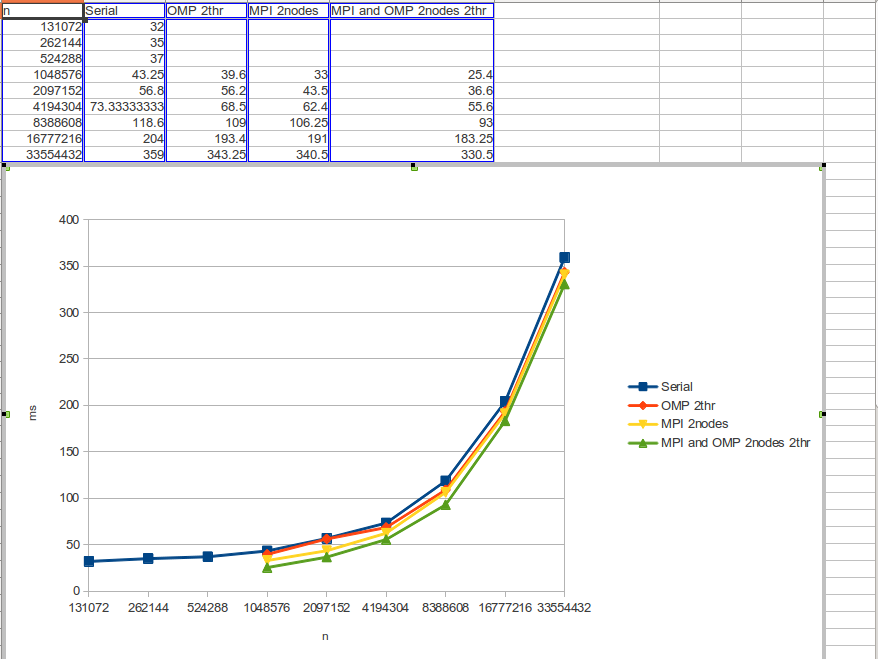 n Serial OMP 2thr MPI 2nodes MPI and OMP 2nodes 2thr
131072 32
262144 35
524288 37
1048576 43.25 39.6 33 25.4
2097152 56.8 56.2 43.5 36.6
4194304 73.33333333 68.5 62.4 55.6
8388608 118.6 109 106.25 93
16777216 204 193.4 191 183.25
33554432 359 343.25 340.5 330.5
400
350
300
250
200
150
100
50
0
ms
131072 262144 524288 1048576 2097152 4194304 8388608 16777216 33554432
n
Serial
OMP 2thr
MPI 2nodes
MPI and OMP 2nodes 2thr